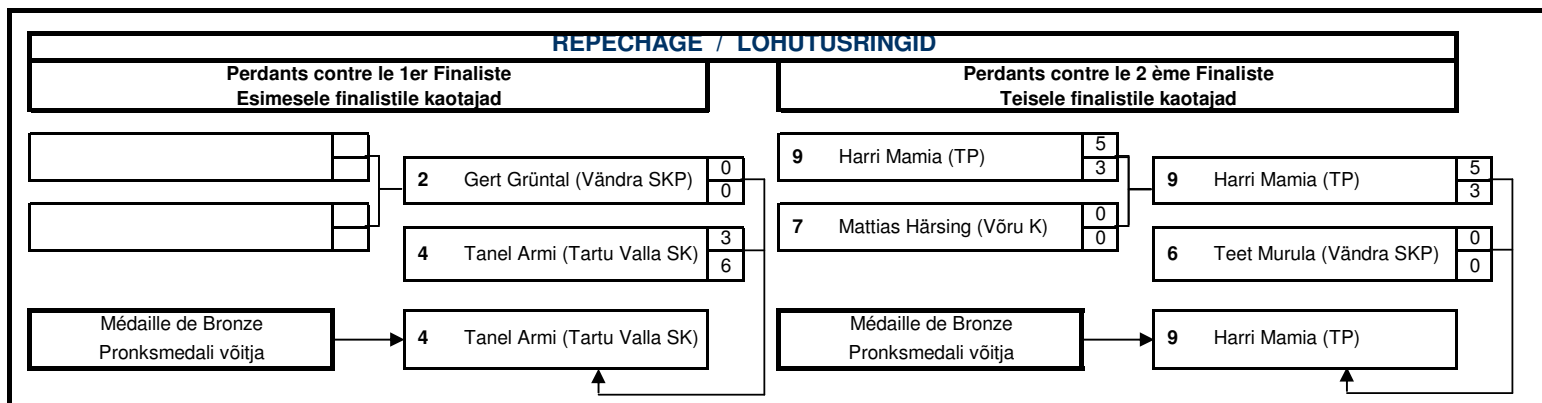 REPECHAGE / LOHUTUSRINGID
Perdants contre le 1er Finaliste
Esimesele finalistile kaotajad
Perdants contre le 2 ème Finaliste
Teisele finalistile kaotajad
2 Gert Grüntal (Vändra SKP) 0
0
4 Tanel Armi (Tartu Valla SK) 3
6
Médaille de Bronze
Pronksmedali võitja
4 Tanel Armi (Tartu Valla SK)
9 Harri Mamia (TP) 5
3
7 Mattias Härsing (Võru K) 0
0
9 Harri Mamia (TP) 5
3
6 Teet Murula (Vändra SKP) 0
0
Médaille de Bronze
Pronksmedali võitja
9 Harri Mamia (TP)